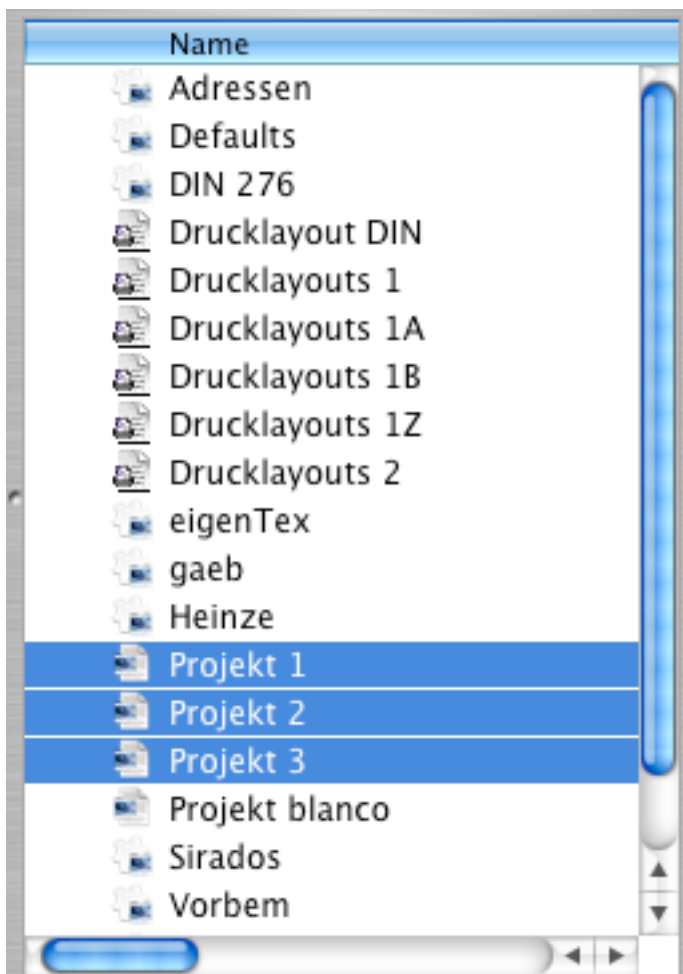 Name
Adressen
Defaults
DIN 276
Drucklayout DIN
Drucklayouts 1
Drucklayouts 1A
Drucklayouts 1B
Drucklayouts 1Z
Drucklayouts 2
eigenTex
gaeb
Heinze
Projekt 1
Projekt 2
Projekt 3
Projekt blanco
Sirados
Vorbem